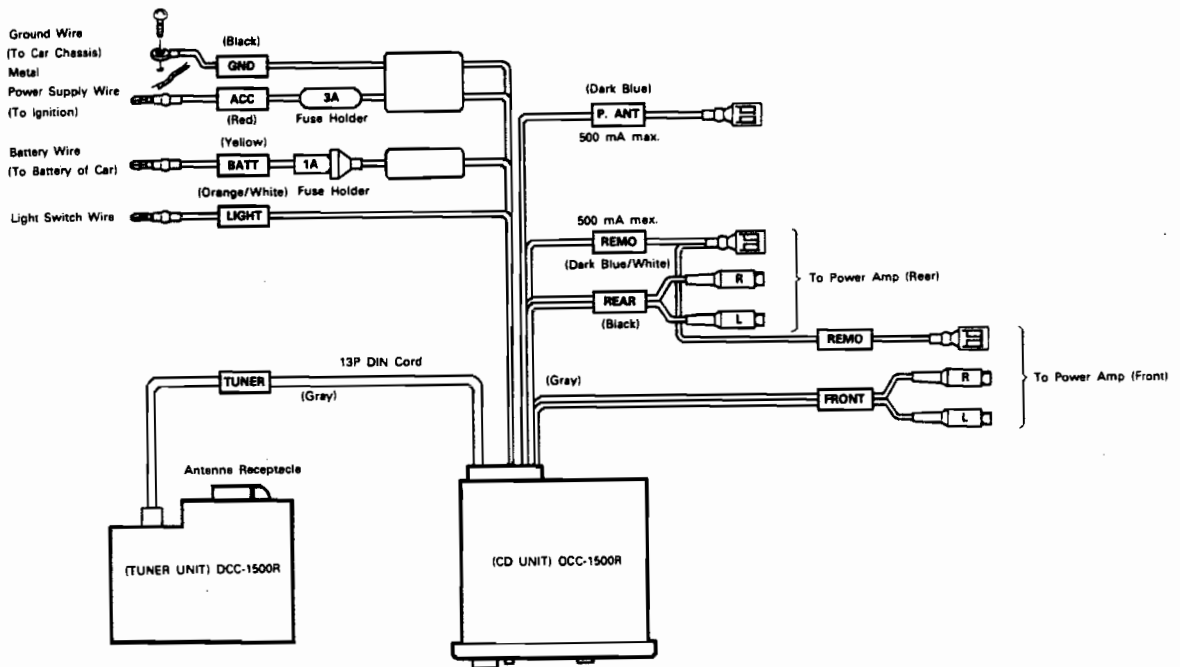 Ground Wire
(To Car Chassis)
Metal
(Black)
GND
Power Supply Wire
(To Ignition)
ACC
(Red)
3A
Fuse Holder
(Yellow)
Battery Wire
(To Battery of Car)
BATT
1A
(Orange/White) Fuse Holder
Light Switch Wire
LIGHT
(Dark Blue)
P. ANT
500 mA max.
500 mA max.
REMO
(Dark Blue/White)
R
REAR
(Black)
L
To Power Amp (Rear)
REMO
(Gray)
FRONT
R
L
To Power Amp (Front)
13P DIN Cord
TUNER
(Gray)
Antenne Receptacle
(TUNER UNIT) DCC-1500R
(CD UNIT) OCC-1500R